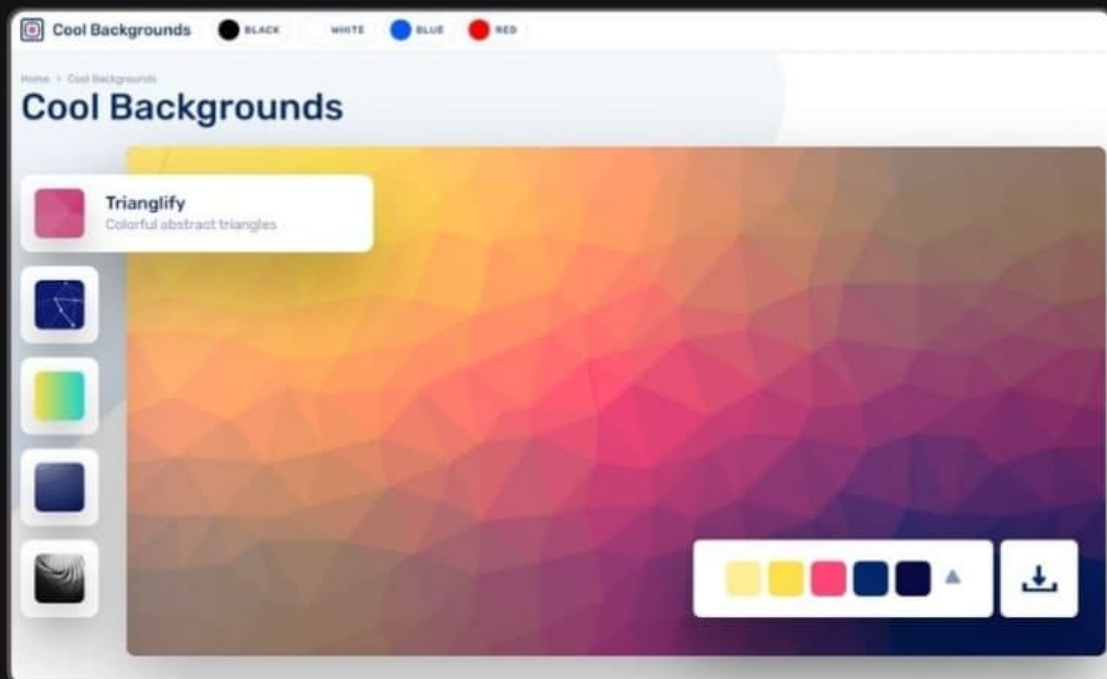 Cool Backgrounds BLACK WHITE BLUE RED
Home › Cool Backgrounds
Cool Backgrounds
Trianglify
Colorful abstract triangles